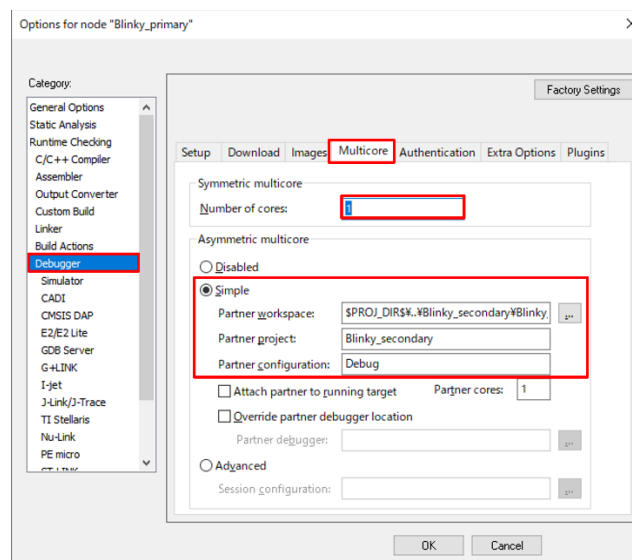 Options for node "Blinky_primary"
Category:
Factory Settings
General Options
Static Analysis
Runtime Checking
C/C++ Compiler
Assembler
Output Converter
Custom Build
Linker
Build Actions
Debugger
Simulator
CADI
CMSIS DAP
E2/E2 Lite
GDB Server
G+LINK
I-jet
J-Link/J-Trace
TI Stellaris
Nu-Link
PE micro
ST-LINK
Setup Download Images Multicore Authentication Extra Options Plugins
Symmetric multicore
Number of cores: 1
Asymmetric multicore
Disabled
Simple
Partner workspace: $PROJ_DIR$¥..¥Blinky_secondary¥Blinky_ ...
Partner project: Blinky_secondary
Partner configuration: Debug
Attach partner to running target Partner cores: 1
Override partner debugger location
Partner debugger: ...
Advanced
Session configuration: ...
OK Cancel